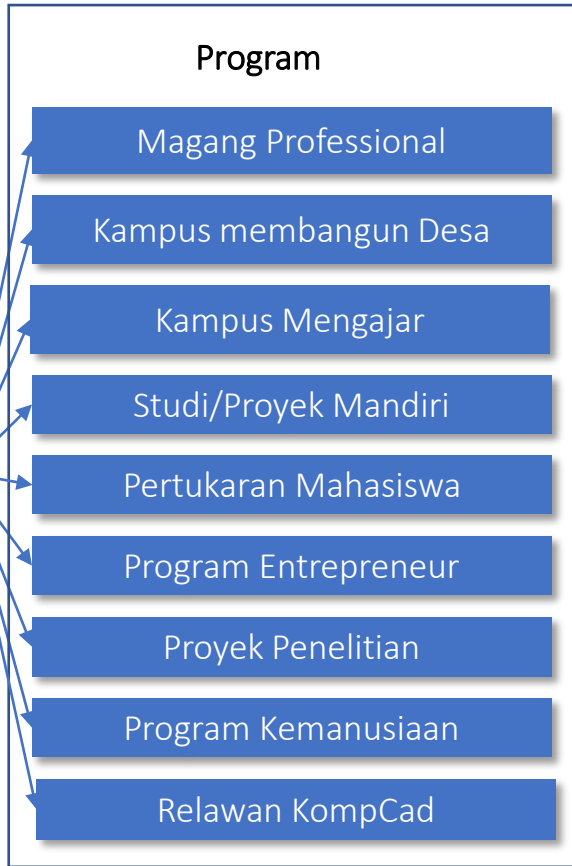 Program
Magang Professional
Kampus membangun Desa
Kampus Mengajar
Studi/Proyek Mandiri
Pertukaran Mahasiswa
Program Entrepreneur
Proyek Penelitian
Program Kemanusiaan
Relawan KompCad